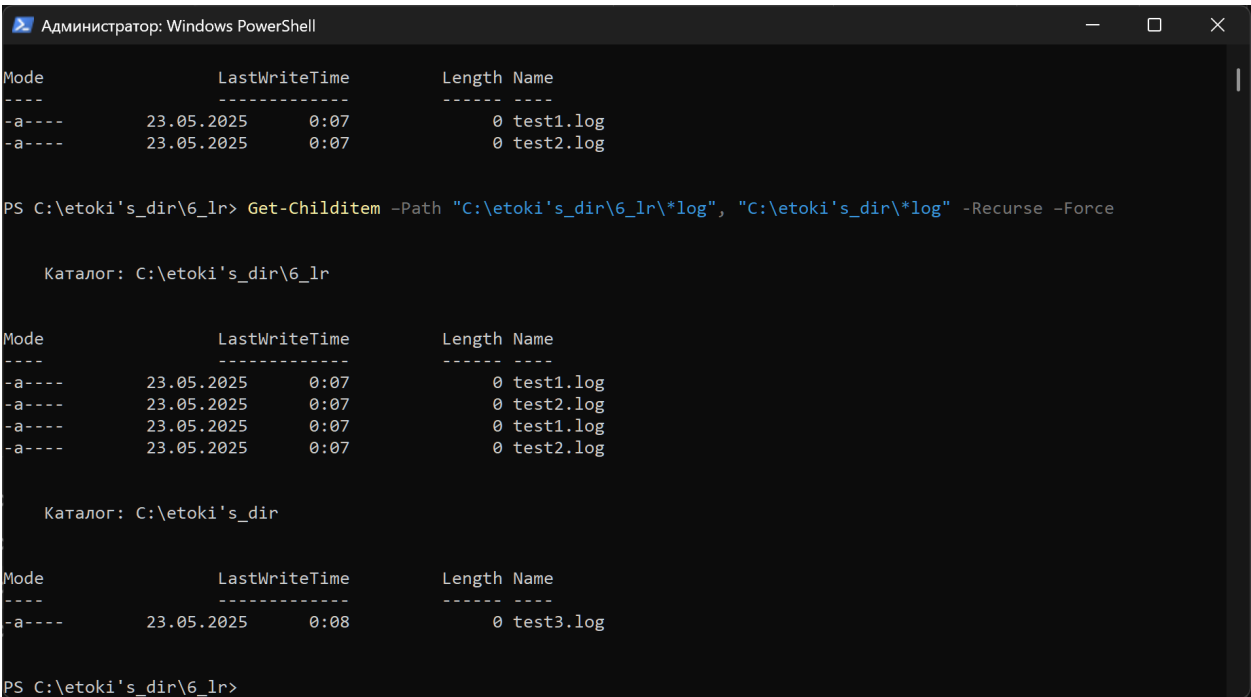 Администратор: Windows PowerShell
Mode                 LastWriteTime         Length Name
----                 -------------         ------ ----
-a----        23.05.2025      0:07              0 test1.log
-a----        23.05.2025      0:07              0 test2.log
PS C:\etoki's_dir\6_lr> Get-Childitem –Path "C:\etoki's_dir\6_lr\*log", "C:\etoki's_dir\*log" -Recurse –Force
    Каталог: C:\etoki's_dir\6_lr
Mode                 LastWriteTime         Length Name
----                 -------------         ------ ----
-a----        23.05.2025      0:07              0 test1.log
-a----        23.05.2025      0:07              0 test2.log
-a----        23.05.2025      0:07              0 test1.log
-a----        23.05.2025      0:07              0 test2.log
    Каталог: C:\etoki's_dir
Mode                 LastWriteTime         Length Name
----                 -------------         ------ ----
-a----        23.05.2025      0:08              0 test3.log
PS C:\etoki's_dir\6_lr>